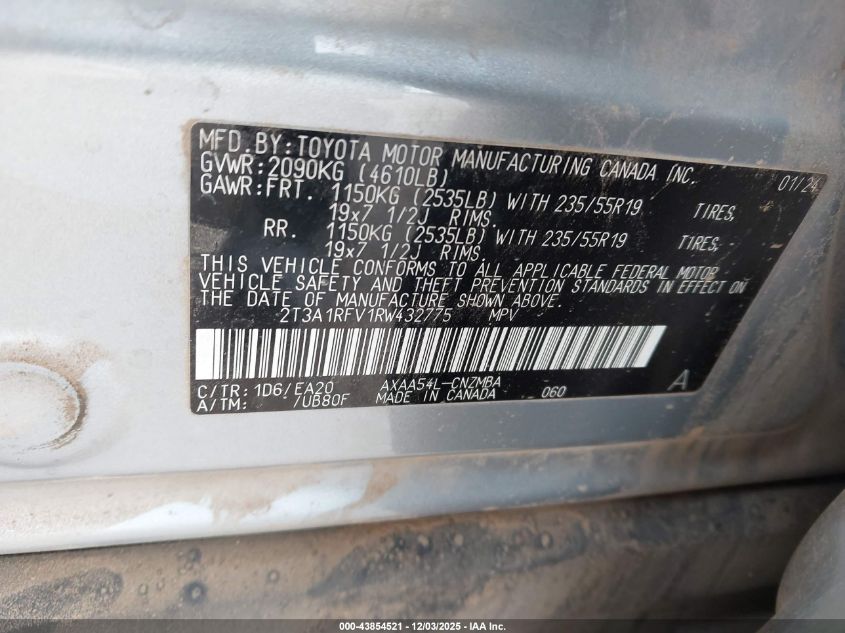 MFD.BY:TOYOTA MOTOR MANUFACTURING CANADA INC. 01/24
GVWR:2090KG (4610LB)
GAWR:FRT. 1150KG (2535LB) WITH 235/55R19 TIRES,
19x7 1/2J RIMS.
RR. 1150KG (2535LB) WITH 235/55R19 TIRES,
19x7 1/2J RIMS.
THIS VEHICLE CONFORMS TO ALL APPLICABLE FEDERAL MOTOR
VEHICLE SAFETY AND THEFT PREVENTION STANDARDS IN EFFECT ON
THE DATE OF MANUFACTURE SHOWN ABOVE.
2T3A1RFV1RW432775 MPV
C/TR:1D6/EA20 AXAA54L-CNZMBA A
A/TM: /UB80F MADE IN CANADA 060
000-43854521 - 12/03/2025 - IAA Inc.